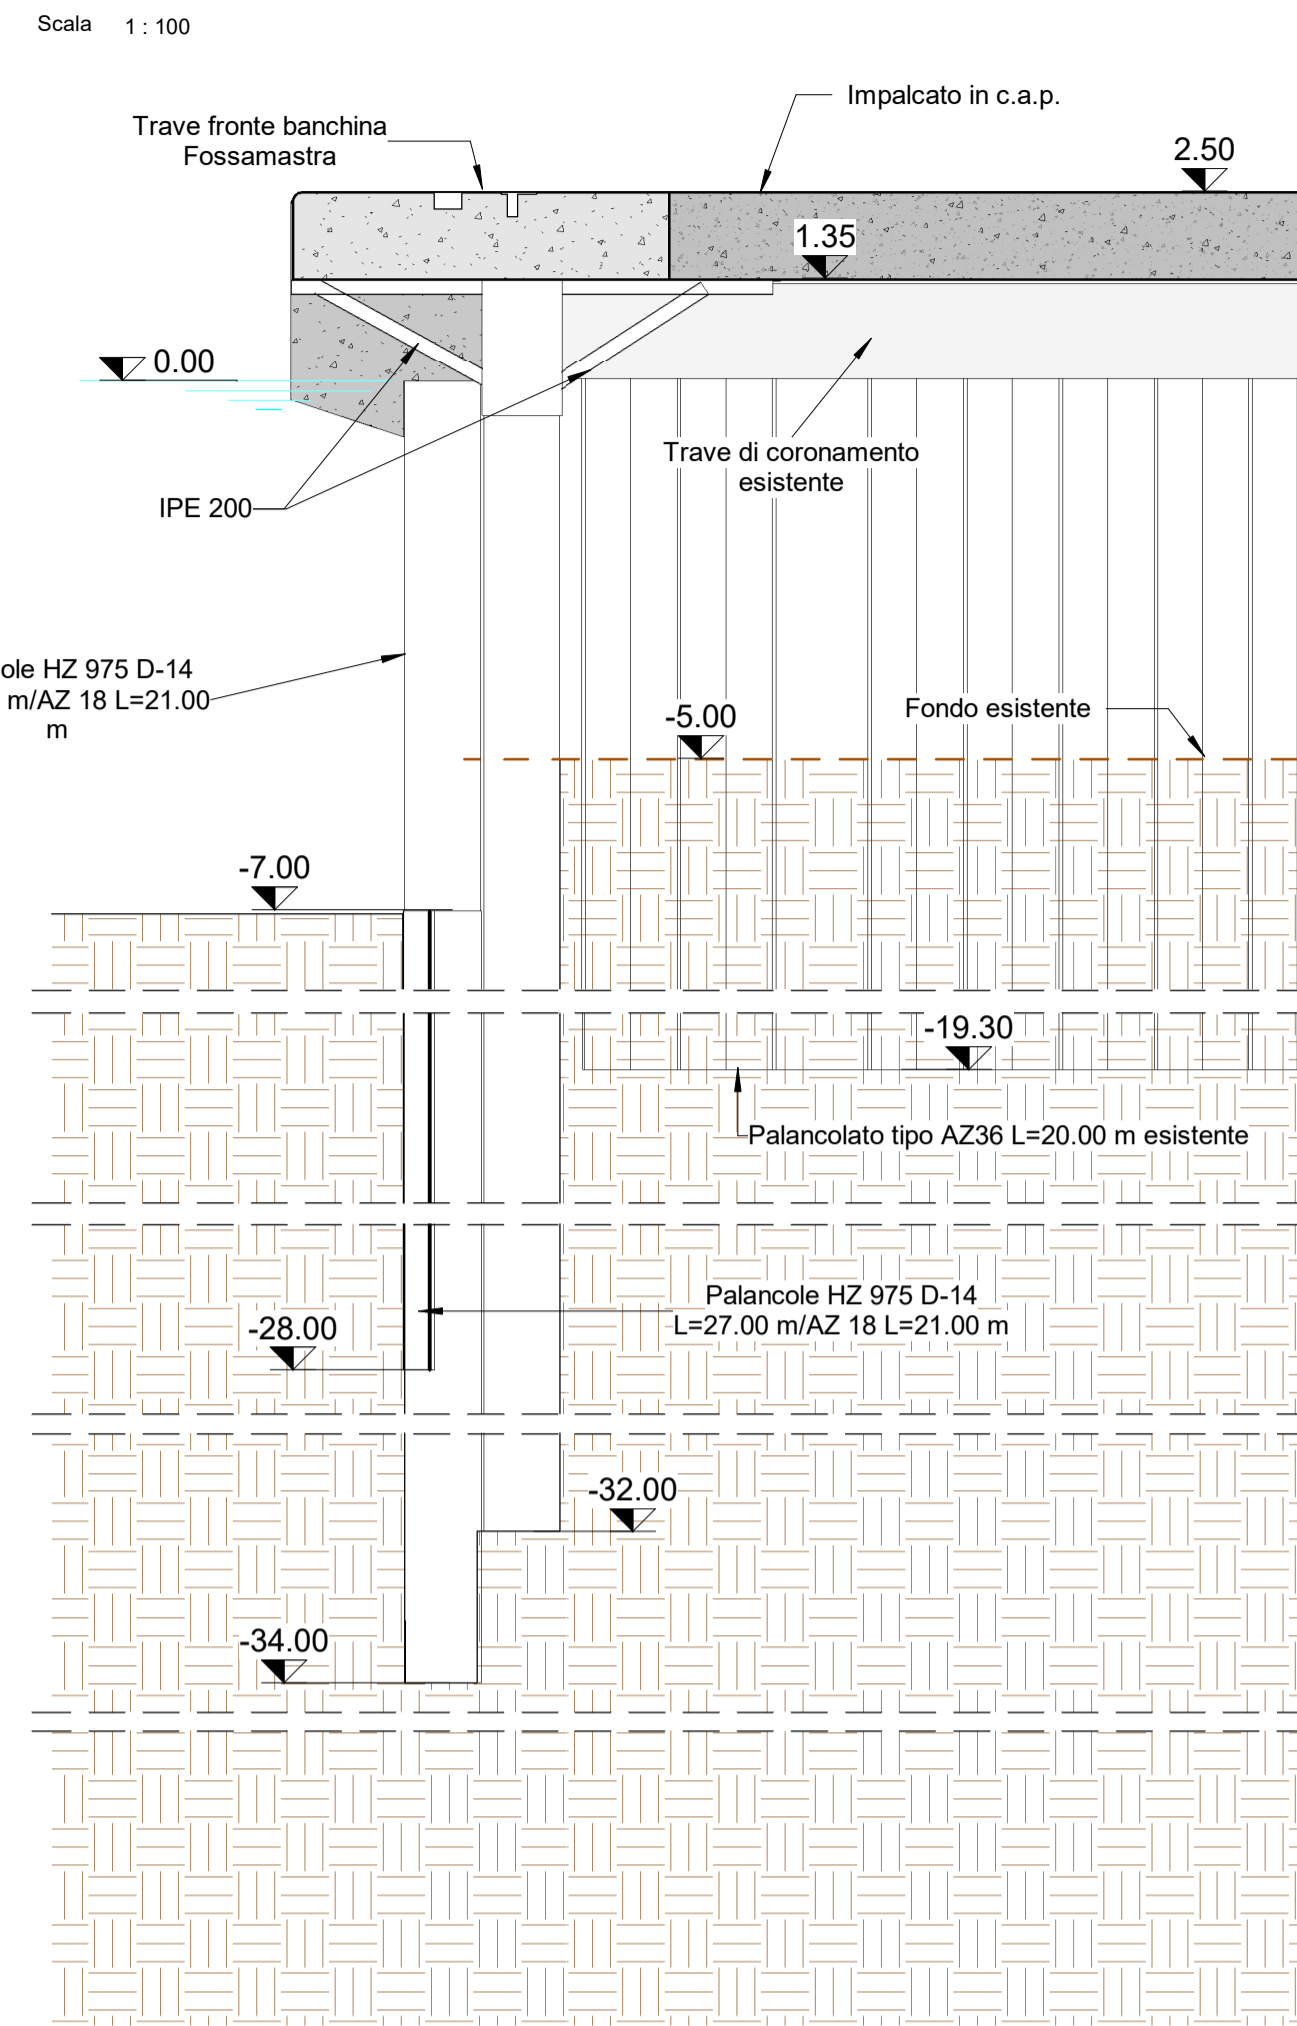 Scala 1 : 100
Impalcato in c.a.p.
Trave fronte banchina
Fossamastra
2.50
1.35
0.00
Trave di coronamento
esistente
IPE 200
ole HZ 975 D-14
m/AZ 18 L=21.00
m
-5.00
Fondo esistente
-7.00
-19.30
Palancolato tipo AZ36 L=20.00 m esistente
Palancole HZ 975 D-14
L=27.00 m/AZ 18 L=21.00 m
-28.00
-32.00
-34.00